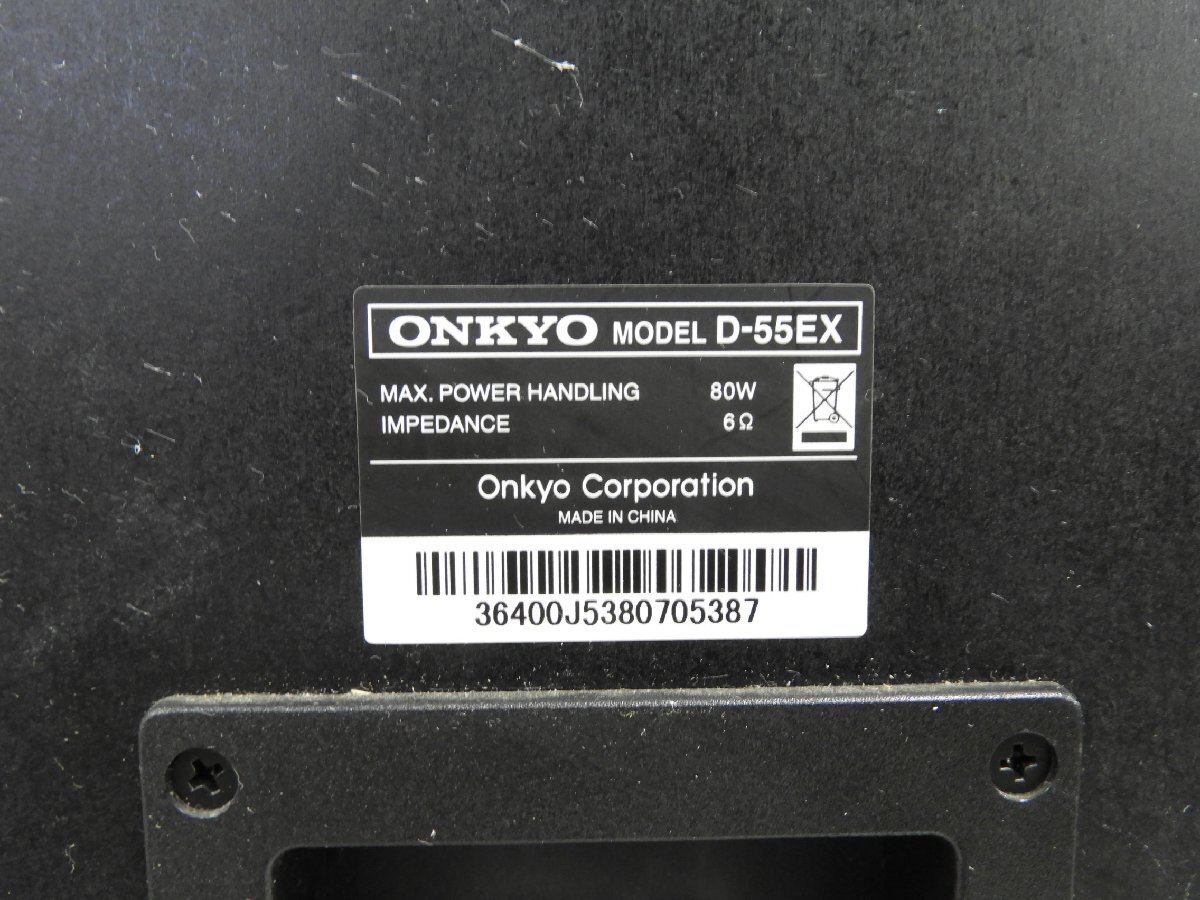 ONKYO MODEL D-55EX
MAX. POWER HANDLING 80W
IMPEDANCE 6Ω
Onkyo Corporation
MADE IN CHINA
36400J5380705387